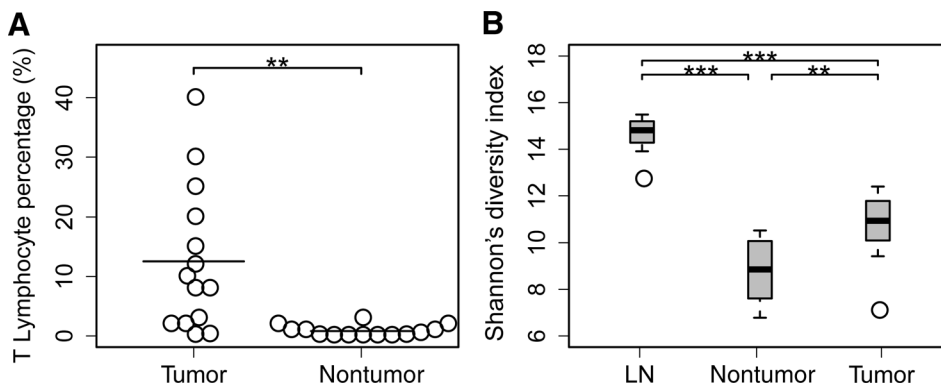 A
B
T Lymphocyte percentage (%)
40
30
20
10
0
**
Tumor
Nontumor
Shannon's diversity index
18
16
14
12
10
8
6
***
*** **
LN
Nontumor
Tumor